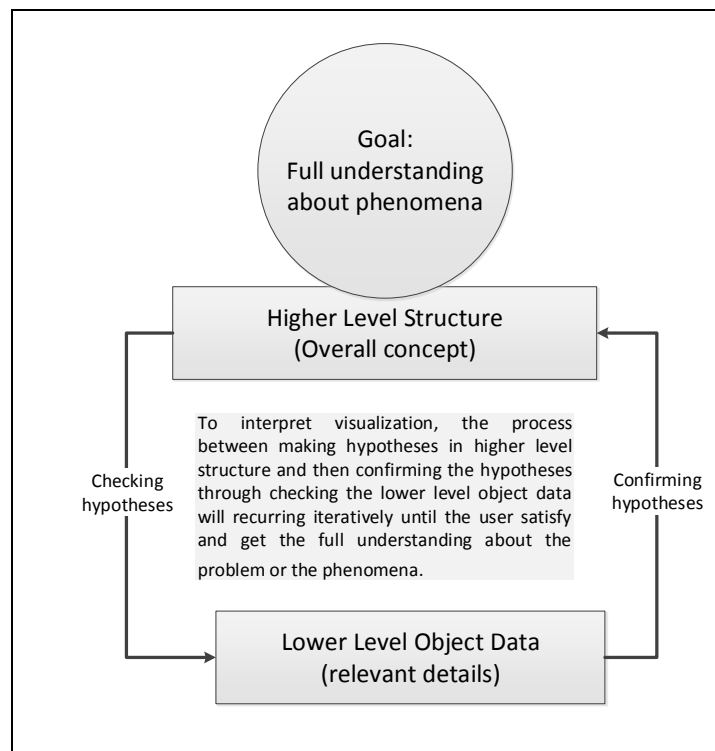 Goal:
Full understanding
about phenomena
Higher Level Structure
(Overall concept)
To interpret visualization, the process
between making hypotheses in higher level
structure and then confirming the hypotheses
through checking the lower level object data
will recurring iteratively until the user satisfy
and get the full understanding about the
problem or the phenomena.
Checking
hypotheses
Confirming
hypotheses
Lower Level Object Data
(relevant details)